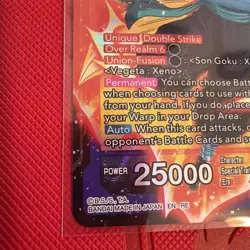 Unique Double Strike
Over Realm 6
Union-Fusion <Son Goku : X
<Vegeta : Xeno>
Permanent You can choose Batt
when choosing cards to use with
from your hand. If you do, place
your Warp in your Drop Area.
Auto When this card attacks, c
opponent's Battle Cards and s
POWER 25000
Character
Special Trait
Era
©B.S./S., T.A.
BANDAI MADE IN JAPAN EN RE